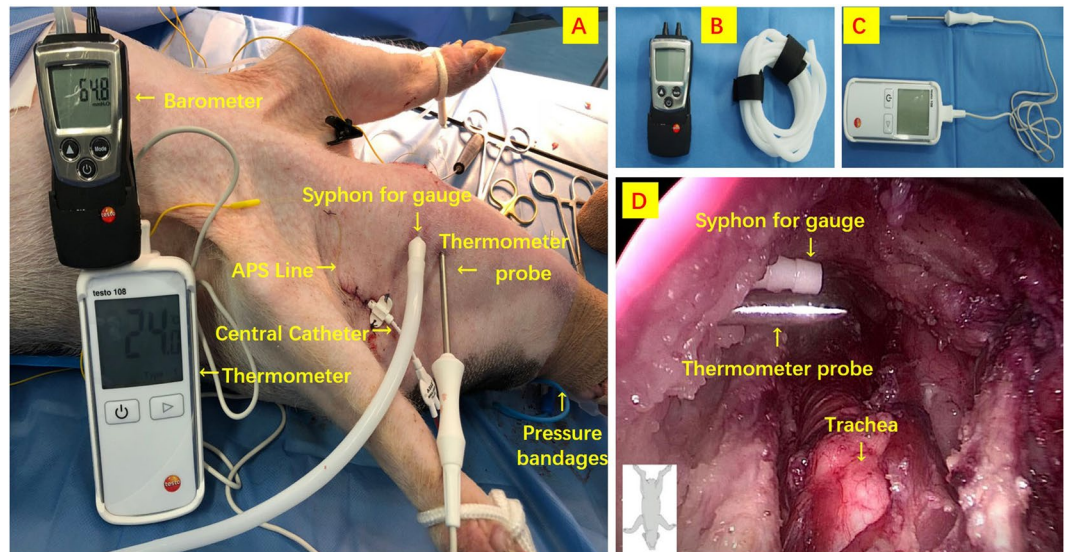 A
64.8
mmH₂O
Barometer
Mode
testo
Syphon for gauge
Thermometer
probe
APS Line
Central Catheter
testo 108
24.
Thermometer
testo
Pressure
bandages
B
C
D
Syphon for gauge
Thermometer probe
Trachea